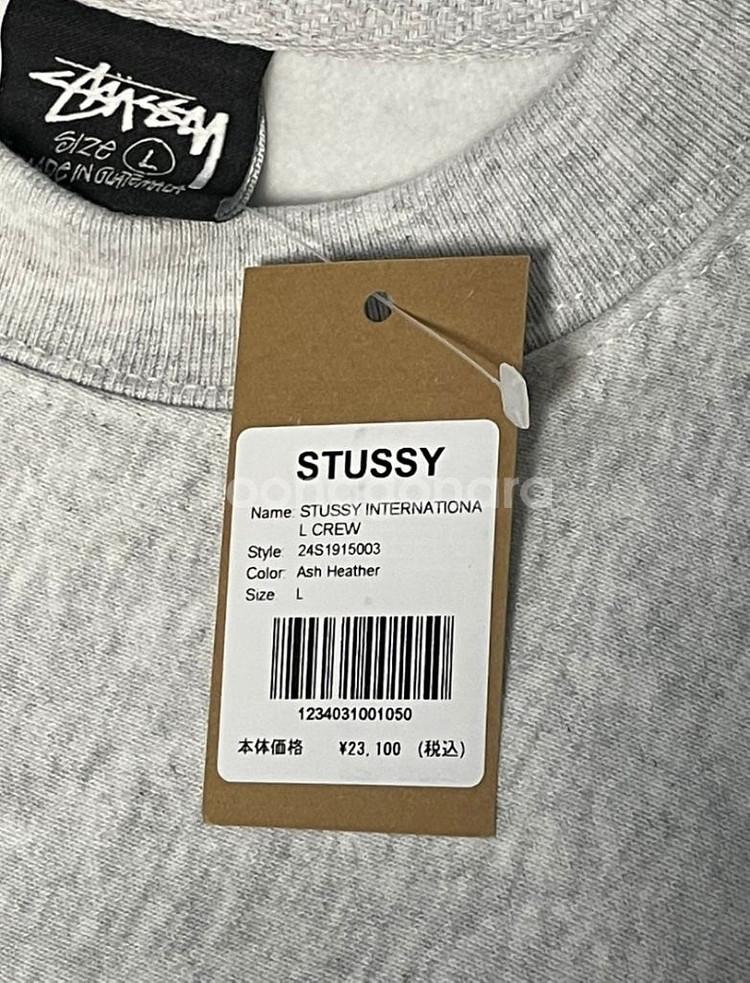 STÜSSY
SIZE L
MADE IN GUATEMALA
STUSSY
Name: STUSSY INTERNATIONA
L CREW
Style: 24S1915003
Color: Ash Heather
Size: L
1234031001050
本体価格 ¥23,100 (税込)